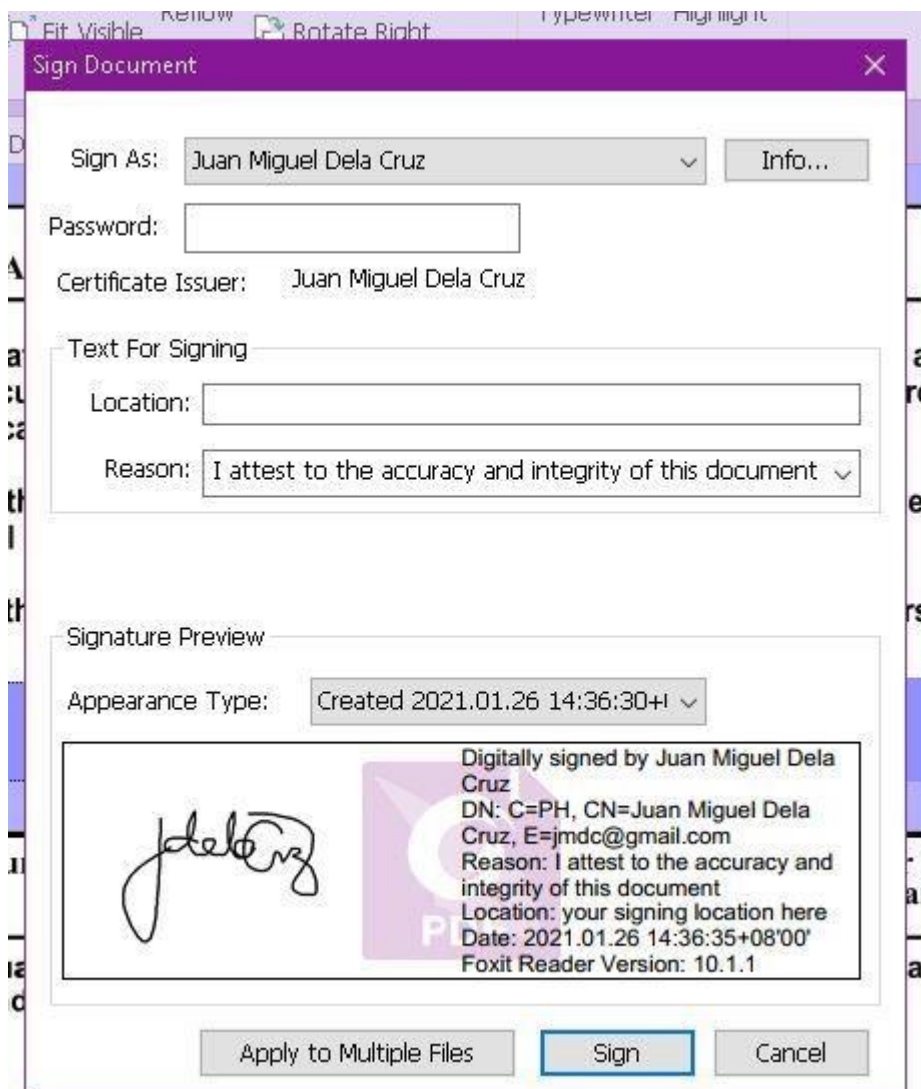 Reflow
Typewriter Highlight
Fit Visible
Rotate Right
Sign Document
Sign As: Juan Miguel Dela Cruz Info...
Password:
Certificate Issuer: Juan Miguel Dela Cruz
Text For Signing
Location:
Reason: I attest to the accuracy and integrity of this document
Signature Preview
Appearance Type: Created 2021.01.26 14:36:30+
Digitally signed by Juan Miguel Dela
Cruz
DN: C=PH, CN=Juan Miguel Dela
Cruz, E=jmdc@gmail.com
Reason: I attest to the accuracy and
integrity of this document
Location: your signing location here
Date: 2021.01.26 14:36:35+08'00'
Foxit Reader Version: 10.1.1
PDF
Apply to Multiple Files Sign Cancel